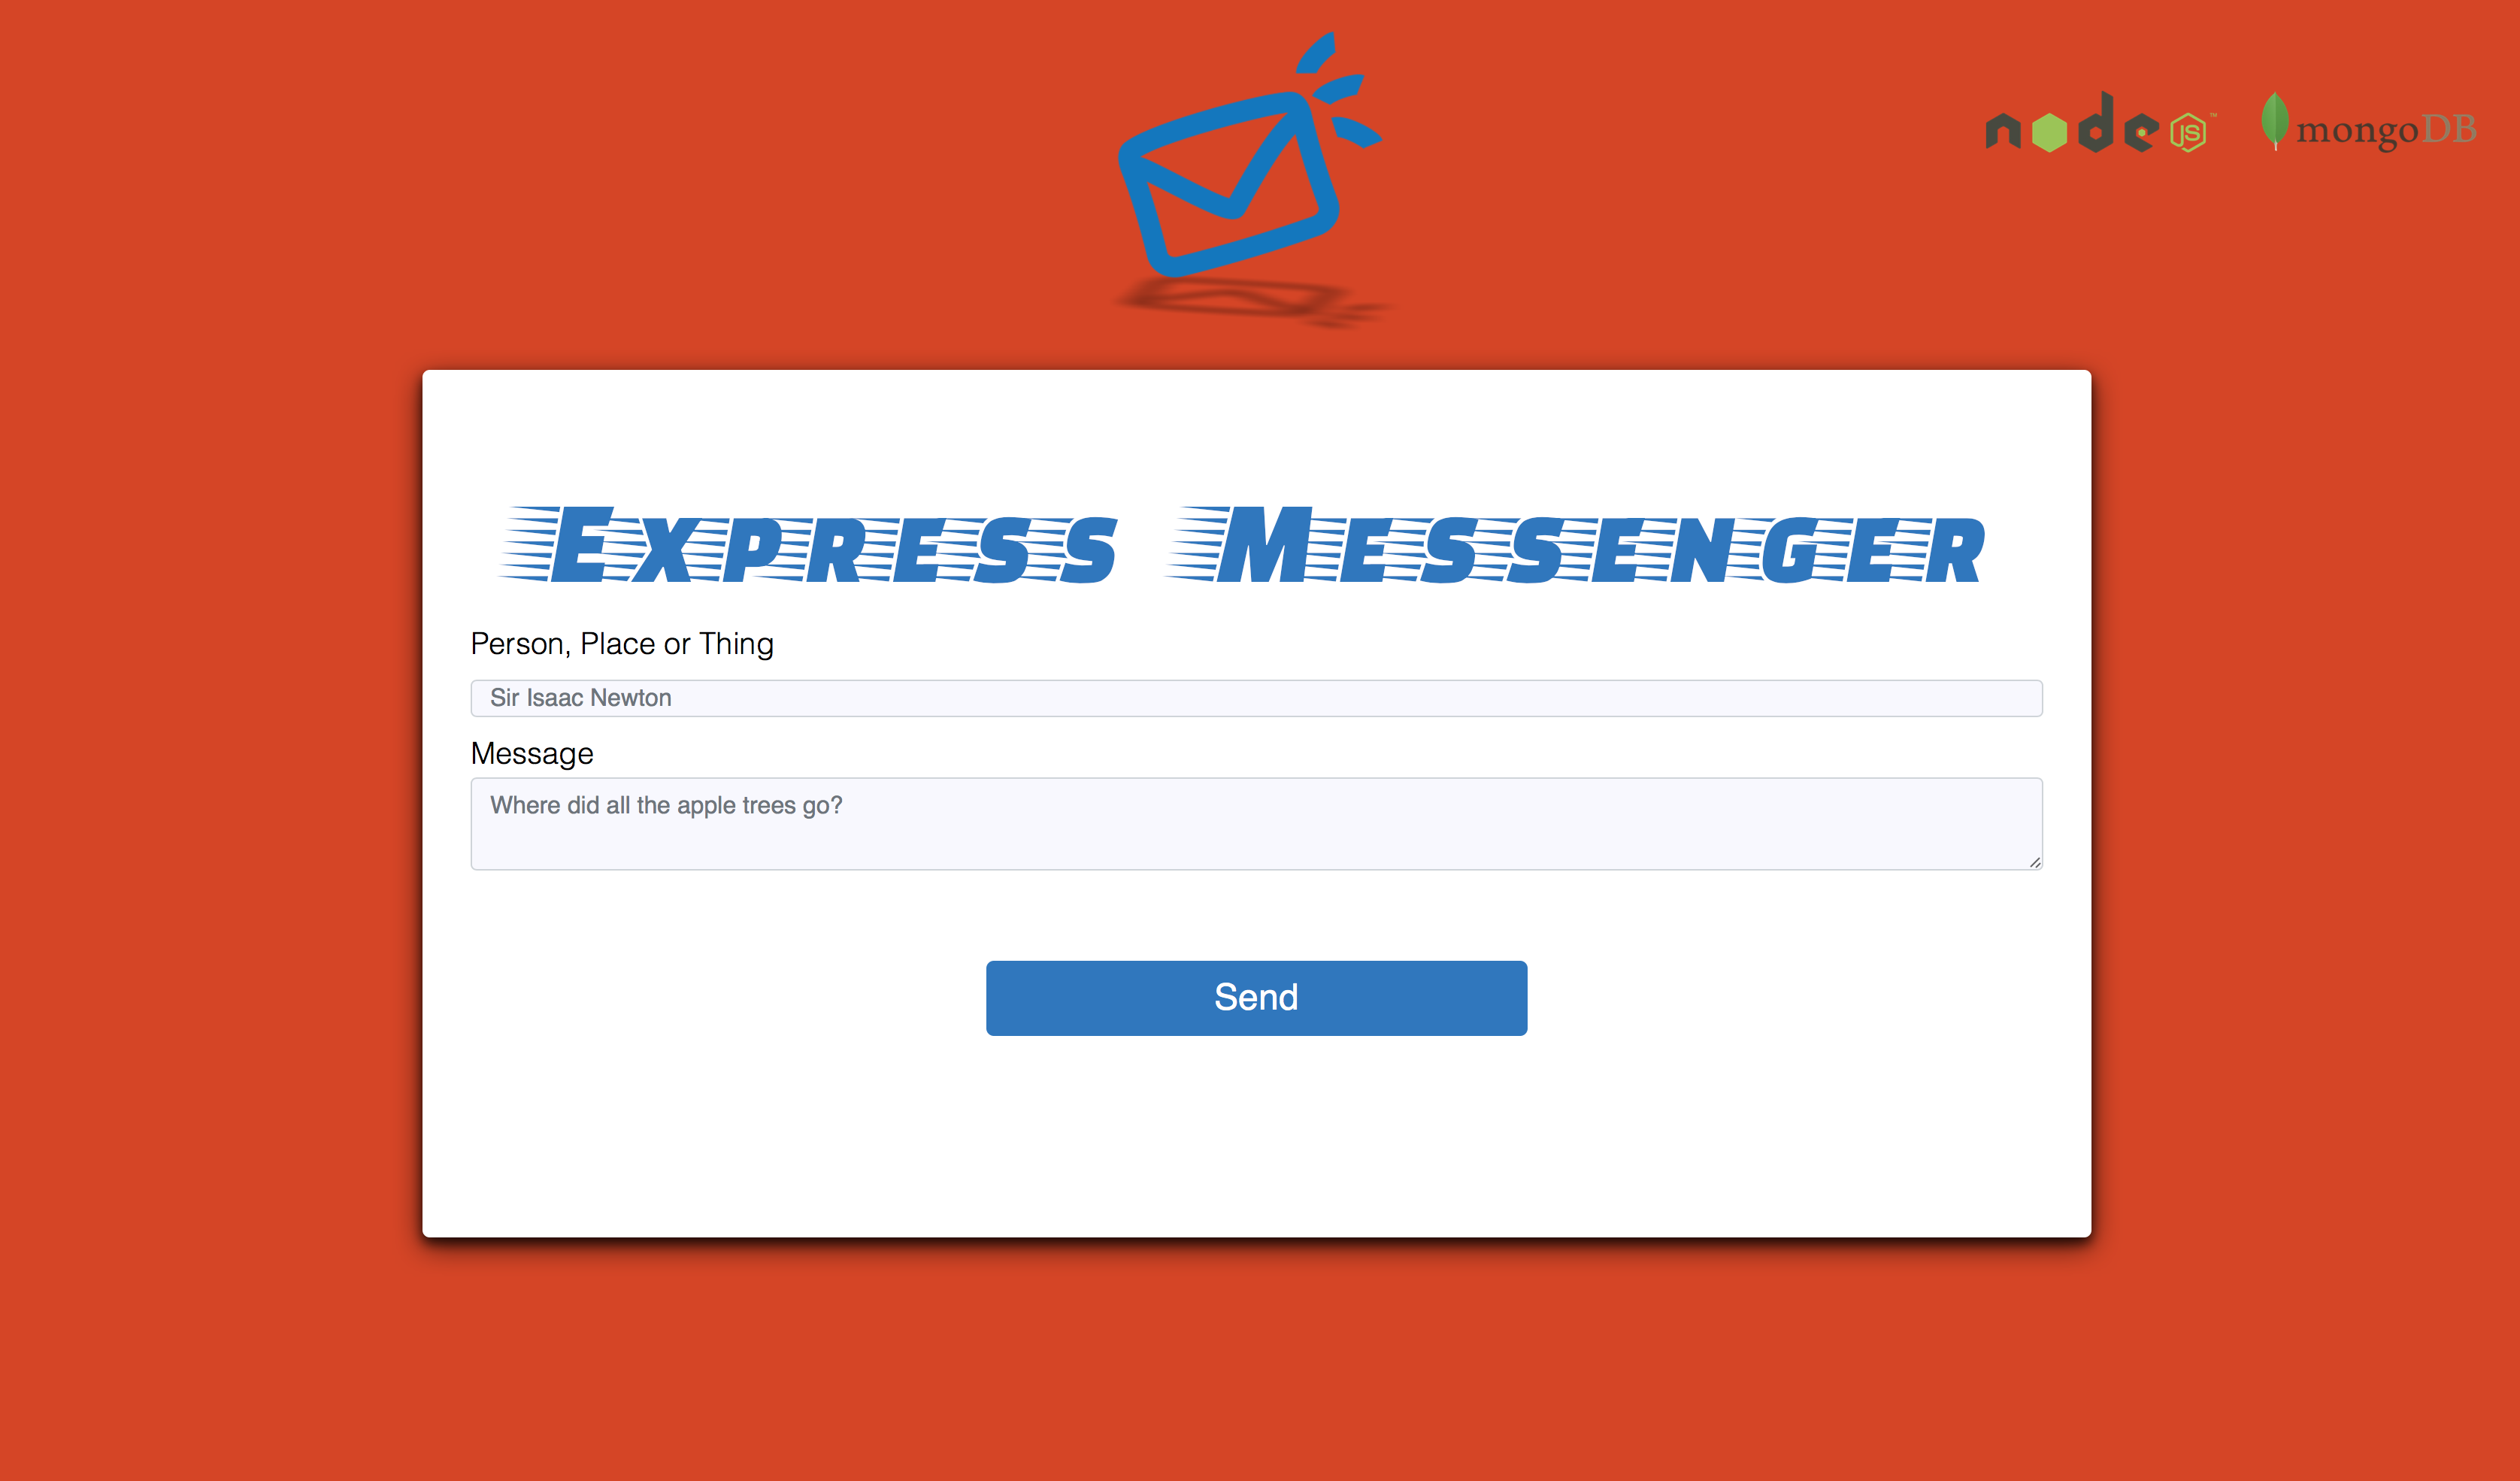 node JS ™
mongoDB
Express Messenger
Person, Place or Thing
Sir Isaac Newton
Message
Where did all the apple trees go?
Send